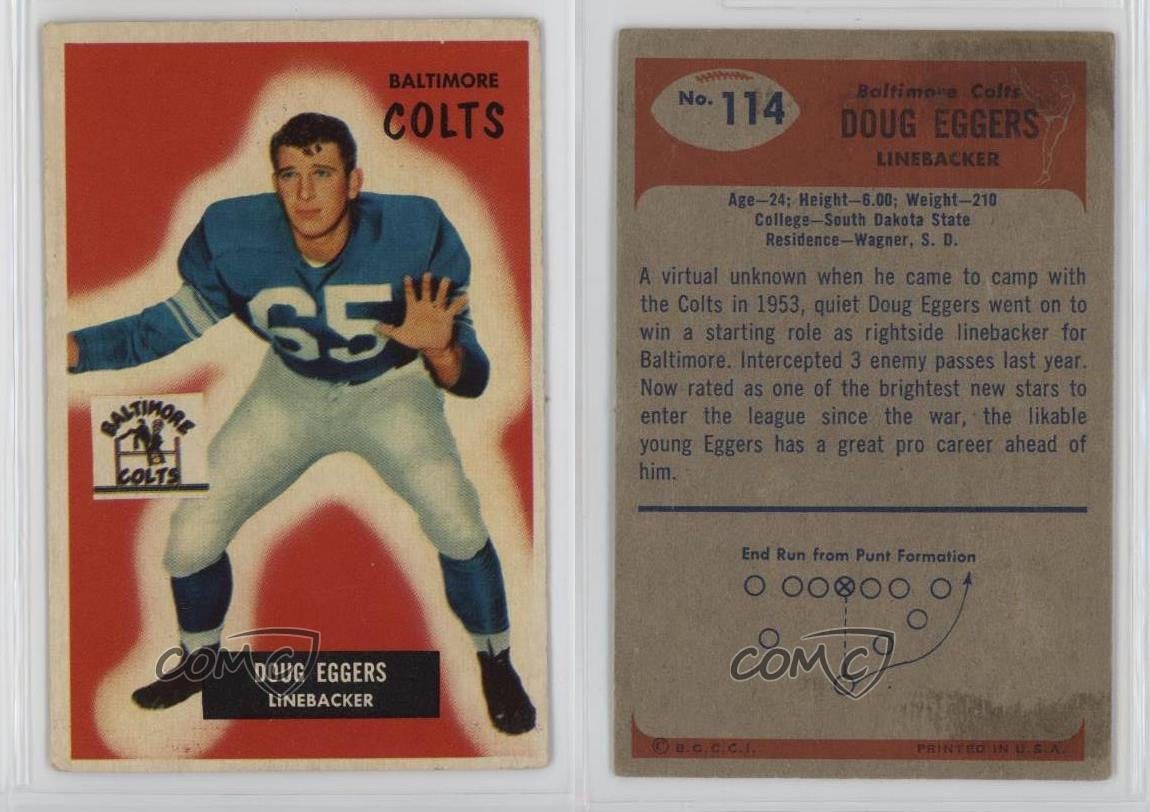 BALTIMORE
COLTS
65
BALTIMORE
COLTS
DOUG EGGERS
LINEBACKER
COMC
No. 114
Baltimore Colts
DOUG EGGERS
LINEBACKER
Age—24; Height—6.00; Weight—210
College—South Dakota State
Residence—Wagner, S. D.
A virtual unknown when he came to camp with
the Colts in 1953, quiet Doug Eggers went on to
win a starting role as rightside linebacker for
Baltimore. Intercepted 3 enemy passes last year.
Now rated as one of the brightest new stars to
enter the league since the war, the likable
young Eggers has a great pro career ahead of
him.
End Run from Punt Formation
COMC
© B.G.C.C.I.
PRINTED IN U.S.A.